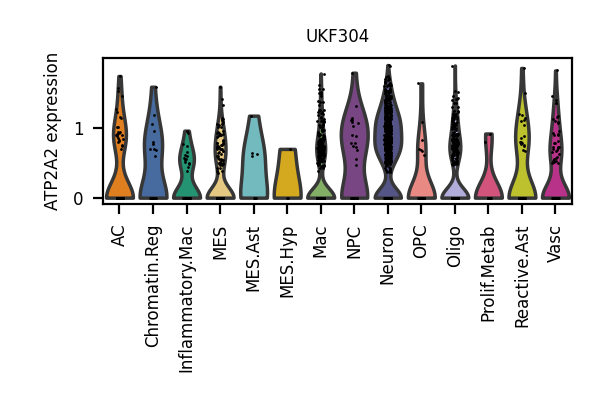 UKF304
ATP2A2 expression
1
0
AC
Chromatin.Reg
Inflammatory.Mac
MES
MES.Ast
MES.Hyp
Mac
NPC
Neuron
OPC
Oligo
Prolif.Metab
Reactive.Ast
Vasc